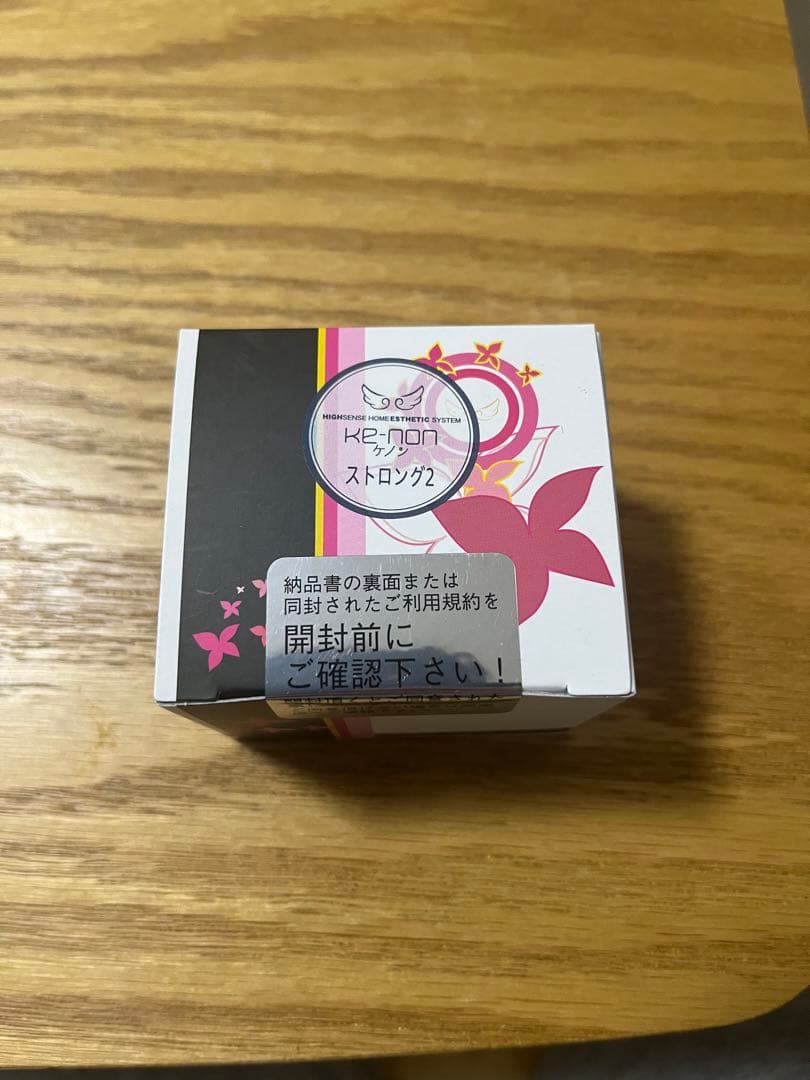 HIGHSENSE HOME ESTHETIC SYSTEM
Ke-non
ケノン
ストロング2
納品書の裏面または
同封されたご利用規約を
開封前に
ご確認下さい！